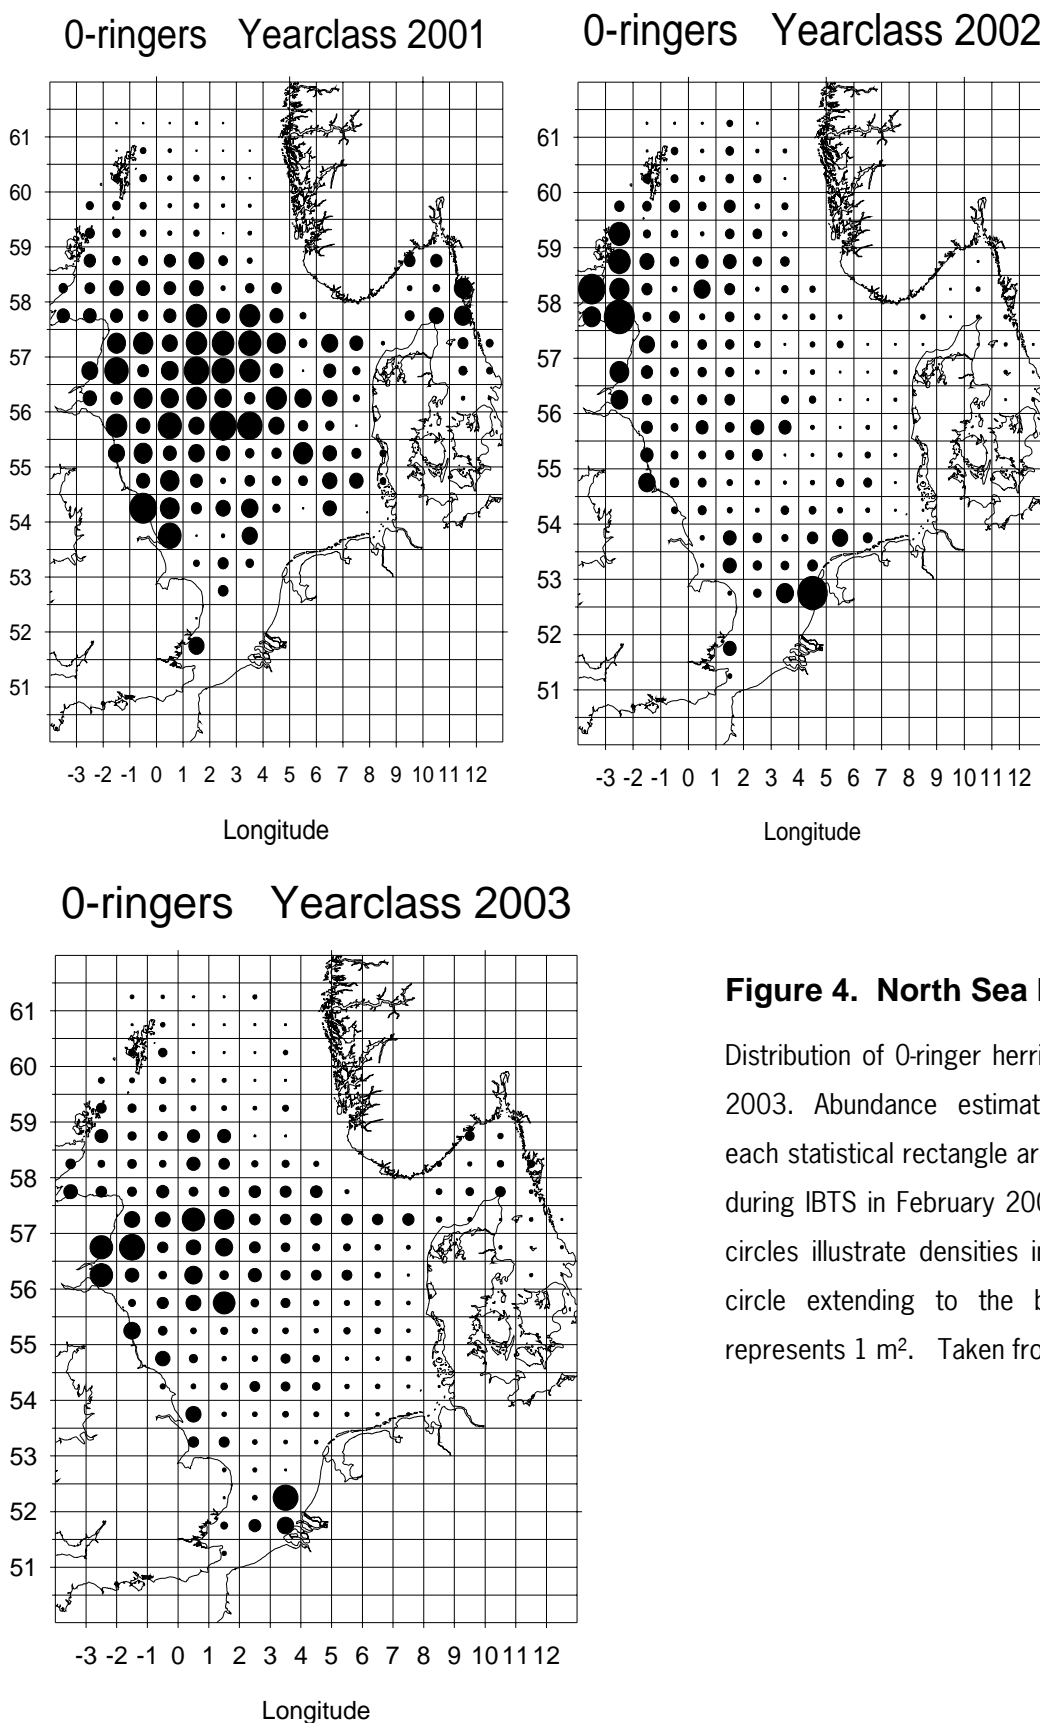 0-ringers Yearclass 2001
61
60
59
58
57
56
55
54
53
52
51
-3 -2 -1 0 1 2 3 4 5 6 7 8 9 10 11 12
Longitude
0-ringers Yearclass 2002
61
60
59
58
57
56
55
54
53
52
51
-3 -2 -1 0 1 2 3 4 5 6 7 8 9 10 11 12
Longitude
0-ringers Yearclass 2003
61
60
59
58
57
56
55
54
53
52
51
-3 -2 -1 0 1 2 3 4 5 6 7 8 9 10 11 12
Longitude
Figure 4. North Sea
Distribution of 0-ringer
2003. Abundance
each statistical rectangle
during IBTS in February
circles illustrate densities
circle extending to the
represents 1 m². Taken